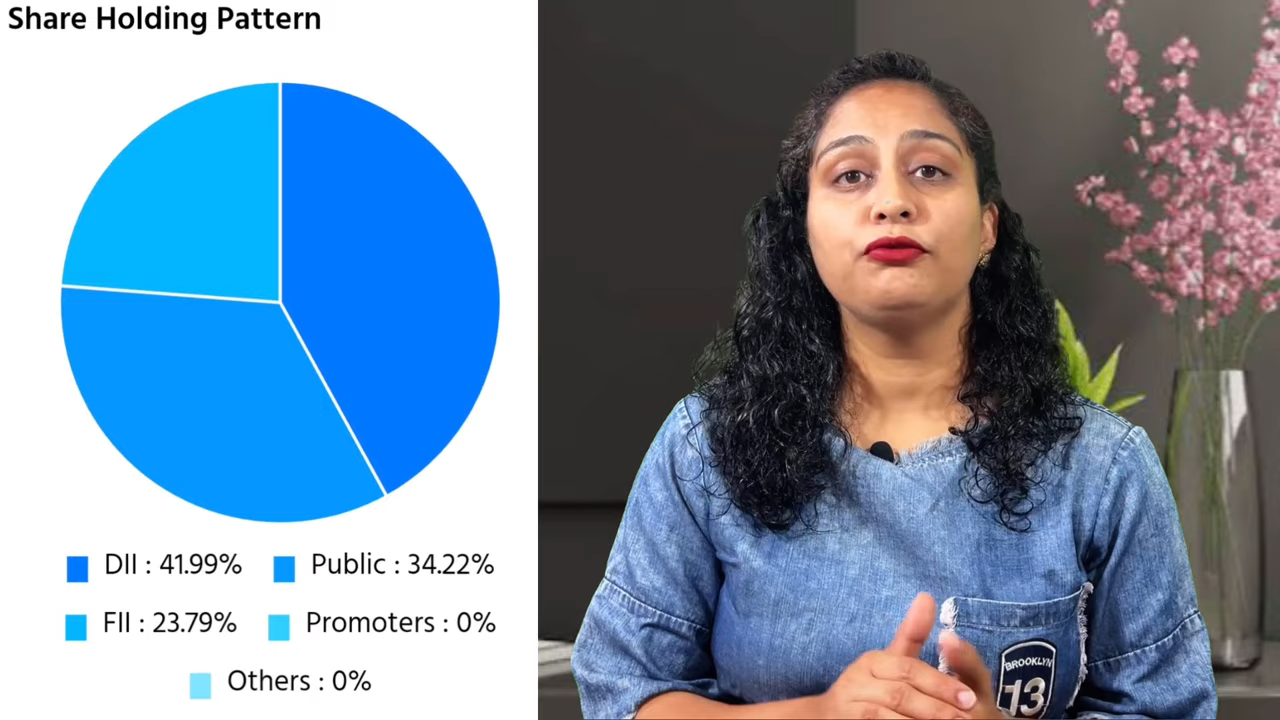 Share Holding Pattern
DII : 41.99% Public : 34.22%
FII : 23.79% Promoters : 0%
Others : 0%
BROOKLYN
13